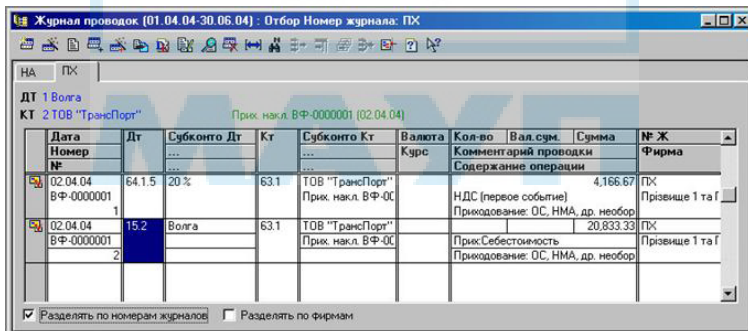 Журнал проводок (01.04.04-30.06.04) : Отбор Номер журнала: ПХ
НА ПХ
ДТ 1 Волга
КТ 2 ТОВ "ТрансПорт" Прих. накл. ВФ-0000001 (02.04.04)
Дата Дт Субконто Дт Кт Субконто Кт Валюта Кол-во Вал.сум. Сумма № Ж
Номер ... ... Курс Комментарий проводки Фирма
№ ... ... Содержание операции
02.04.04 64.1.5 20 % 63.1 ТОВ "ТрансПорт" 4,166.67 ПХ
ВФ-0000001 Прих. накл. ВФ-00 НДС (первое событие) Прізвище 1 та Г
1 Приходование: ОС, НМА, др. необор
02.04.04 15.2 Волга 63.1 ТОВ "ТрансПорт" 20,833.33 ПХ
ВФ-0000001 Прих. накл. ВФ-00 Прих:Себестоимость Прізвище 1 та Г
2 Приходование: ОС, НМА, др. необор
Разделять по номерам журналов Разделять по фирмам
МАУП